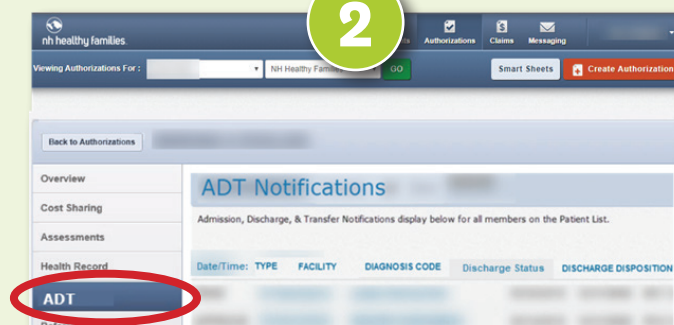 2
nh healthy families.
Authorizations Claims Messaging
Viewing Authorizations For : NH Healthy Families GO Smart Sheets Create Authorization
Back to Authorizations
Overview
Cost Sharing
Assessments
Health Record
ADT
ADT Notifications
Admission, Discharge, & Transfer Notifications display below for all members on the Patient List.
Date/Time: TYPE FACILITY DIAGNOSIS CODE Discharge Status DISCHARGE DISPOSITION